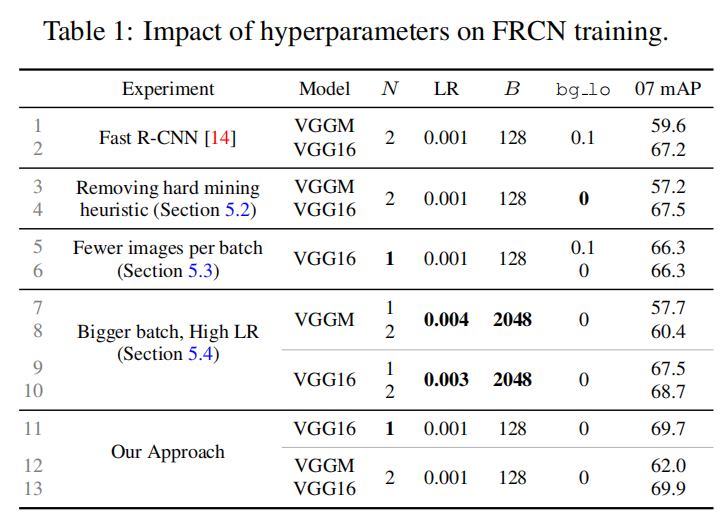 Table 1: Impact of hyperparameters on FRCN training.
Experiment Model N LR B bg_lo 07 mAP
1 Fast R-CNN [14] VGGM 2 0.001 128 0.1 59.6
2 VGG16 67.2
3 Removing hard mining VGGM 2 0.001 128 0 57.2
4 heuristic (Section 5.2) VGG16 67.5
5 Fewer images per batch VGG16 1 0.001 128 0.1 66.3
6 (Section 5.3) 0 66.3
7 Bigger batch, High LR VGGM 1 0.004 2048 0 57.7
8 (Section 5.4) 2 60.4
9 VGG16 1 0.003 2048 0 67.5
10 2 68.7
11 Our Approach VGG16 1 0.001 128 0 69.7
12 VGGM 2 0.001 128 0 62.0
13 VGG16 69.9